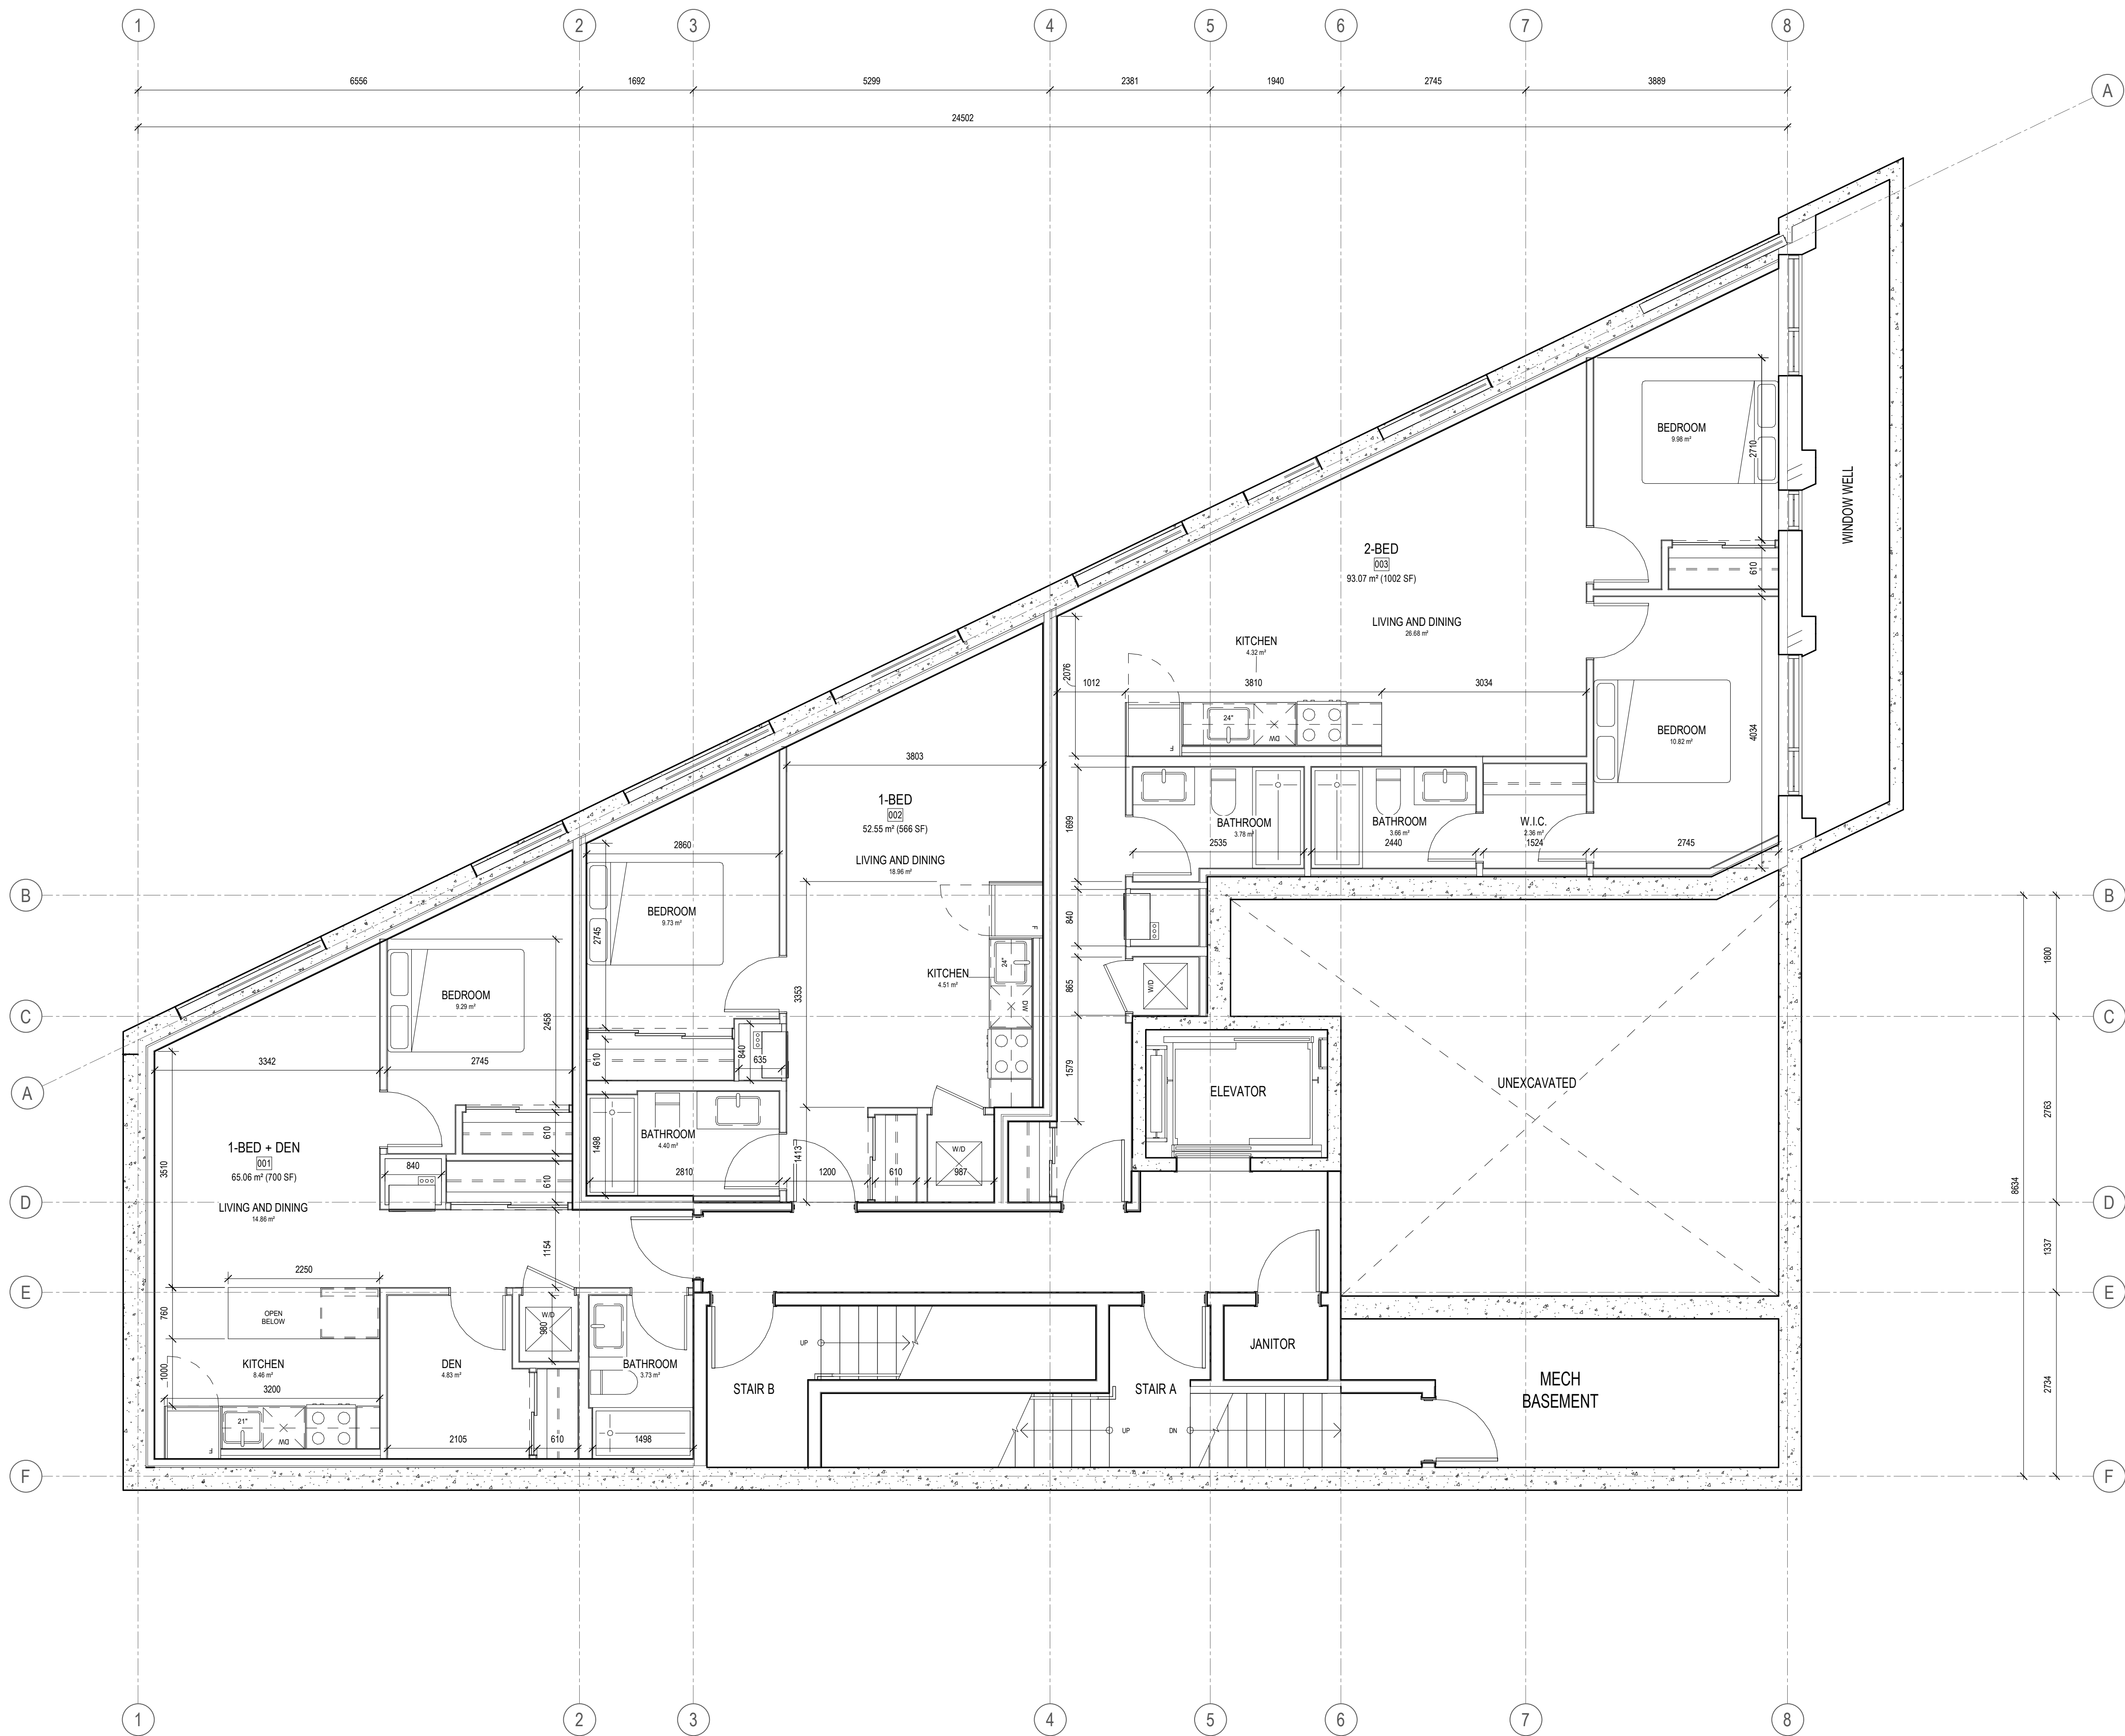 1 2 3 4 5 6 7 8
6556 1692 5299 2381 1940 2745 3889
A
24502
BEDROOM
9.98 m²
2710
WINDOW WELL
2-BED
003
93.07 m² (1002 SF)
610
LIVING AND DINING
26.68 m²
KITCHEN
4.32 m²
2076
1012 3810 3034
24"
DW
F
BEDROOM
10.82 m²
4034
3803
1-BED
002
52.55 m² (566 SF)
LIVING AND DINING
18.96 m²
1699
BATHROOM
3.78 m²
2535
BATHROOM
3.66 m²
2440
W.I.C.
2.36 m²
1524
2745
2860
BEDROOM
9.73 m²
2745
B B
F
24"
KITCHEN
4.51 m²
DW
3353
840
865
W/D
1800
BEDROOM
9.29 m²
2458
C C
610
840
635
1579
ELEVATOR
UNEXCAVATED
2763
A
3342 2745
1-BED + DEN
001
65.06 m² (700 SF)
3510
610
840
610
LIVING AND DINING
14.86 m²
1498
BATHROOM
4.40 m²
2810
1413
1200
610
W/D
987
D D
8634
1154
1337
2250
E E
OPEN
BELOW
760
W/D
980
UP
JANITOR
KITCHEN
8.46 m²
1000
3200
DEN
4.83 m²
BATHROOM
3.73 m²
STAIR B
STAIR A
MECH
BASEMENT
2734
21"
DW
F
2105
610
1498
UP
DN
F F
1 2 3 4 5 6 7 8